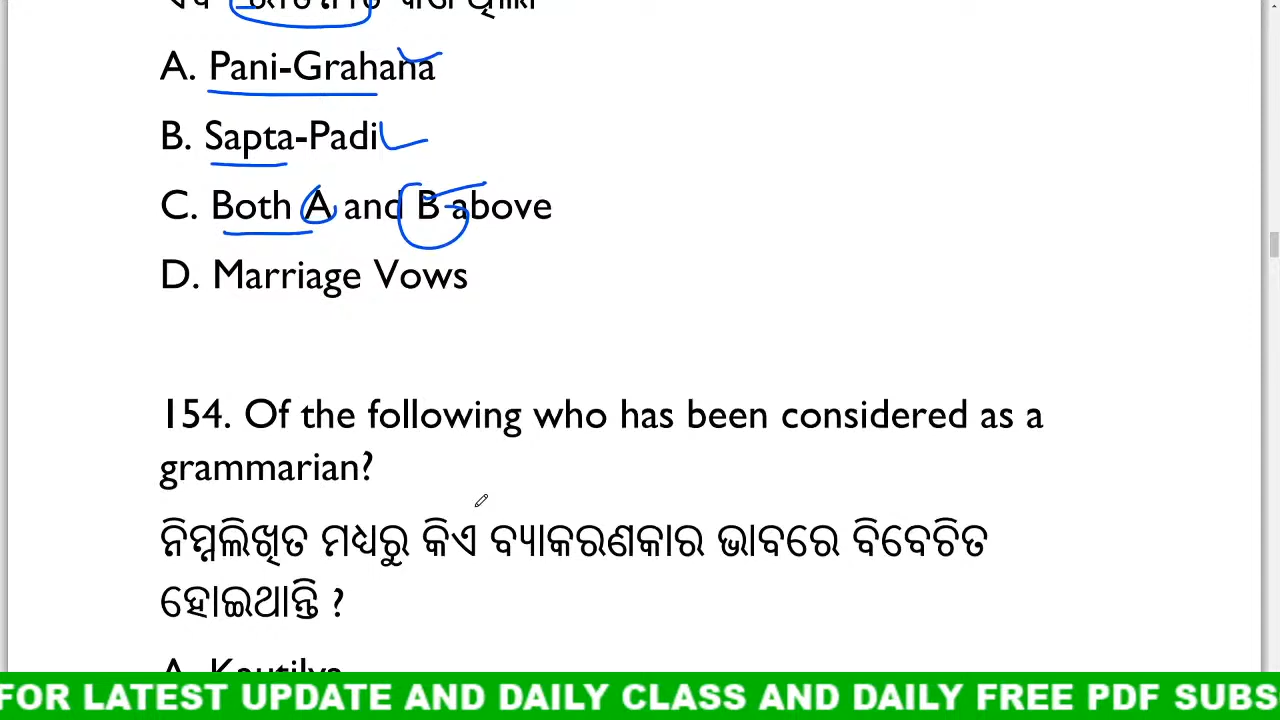 A. Pani-Grahana
B. Sapta-Padi
C. Both A and B above
D. Marriage Vows
154. Of the following who has been considered as a
grammarian?
ନିମ୍ନଲିଖିତ ମଧ୍ୟରୁ କିଏ ବ୍ୟାକରଣକାର ଭାବରେ ବିବେଚିତ
ହୋଇଥାନ୍ତି ?
A. Kautilya
FOR LATEST UPDATE AND DAILY CLASS AND DAILY FREE PDF SUBS